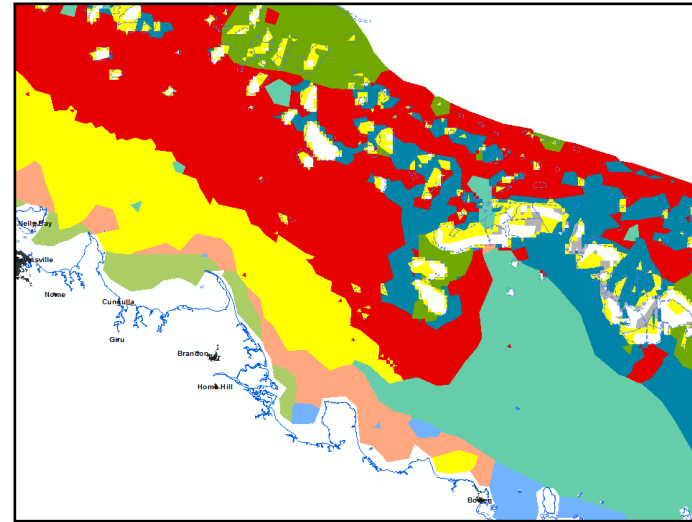 Nelly Bay
Nome
Cungulla
Giru
Brandon
Home Hill
Bowen